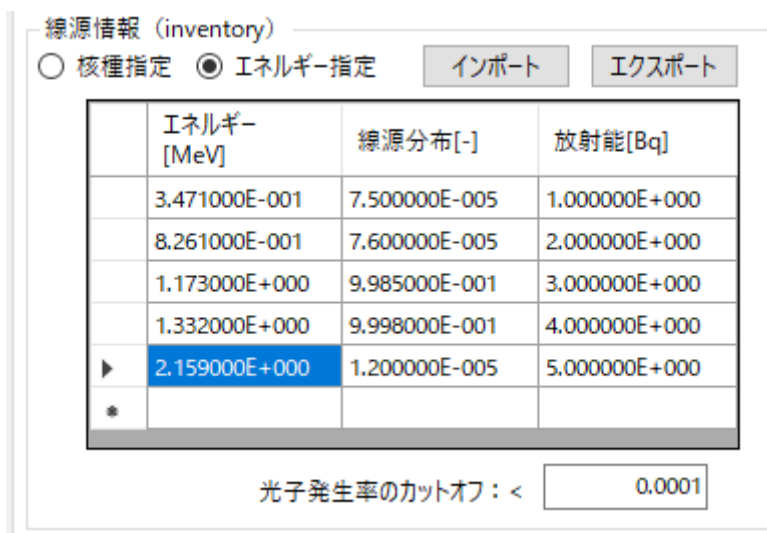 線源情報（inventory）
核種指定 エネルギー指定 インポート エクスポート
エネルギー
[MeV] 線源分布[-] 放射能[Bq]
3.471000E-001 7.500000E-005 1.000000E+000
8.261000E-001 7.600000E-005 2.000000E+000
1.173000E+000 9.985000E-001 3.000000E+000
1.332000E+000 9.998000E-001 4.000000E+000
2.159000E+000 1.200000E-005 5.000000E+000
光子発生率のカットオフ：< 0.0001